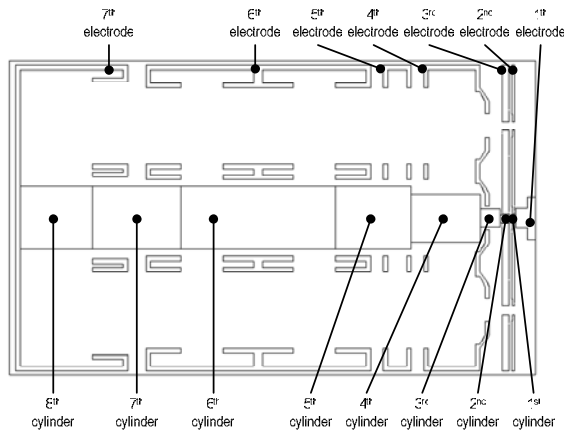 7th 6th 5th 4th 3rd 2nd 1th
electrode electrode electrode electrode electrode electrode electrode
8th 7th 6th 5th 4th 3rd 2nd 1st
cylinder cylinder cylinder cylinder cylinder cylinder cylinder cylinder